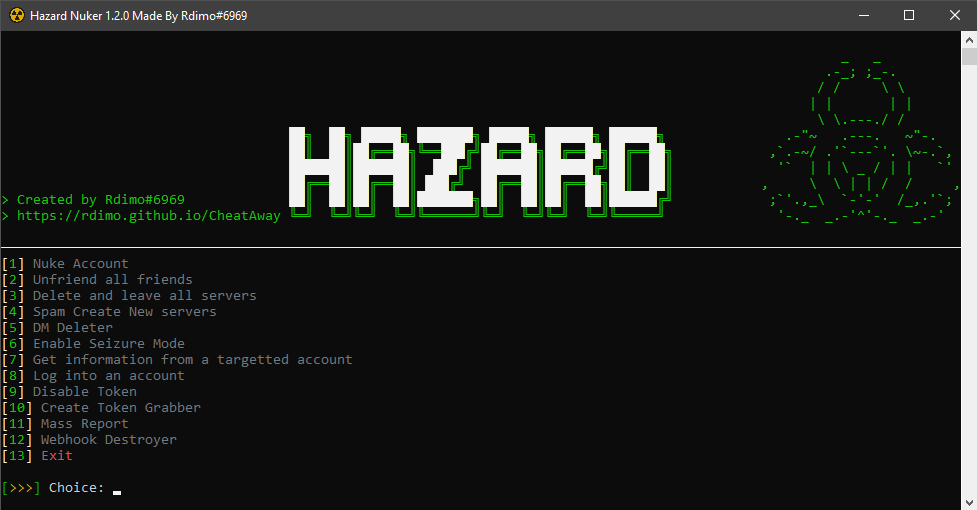 Hazard Nuker 1.2.0 Made By Rdimo#6969
HAZARD
> Created by Rdimo#6969
> https://rdimo.github.io/CheatAway
[1] Nuke Account
[2] Unfriend all friends
[3] Delete and leave all servers
[4] Spam Create New servers
[5] DM Deleter
[6] Enable Seizure Mode
[7] Get information from a targetted account
[8] Log into an account
[9] Disable Token
[10] Create Token Grabber
[11] Mass Report
[12] Webhook Destroyer
[13] Exit
[>>>] Choice: _